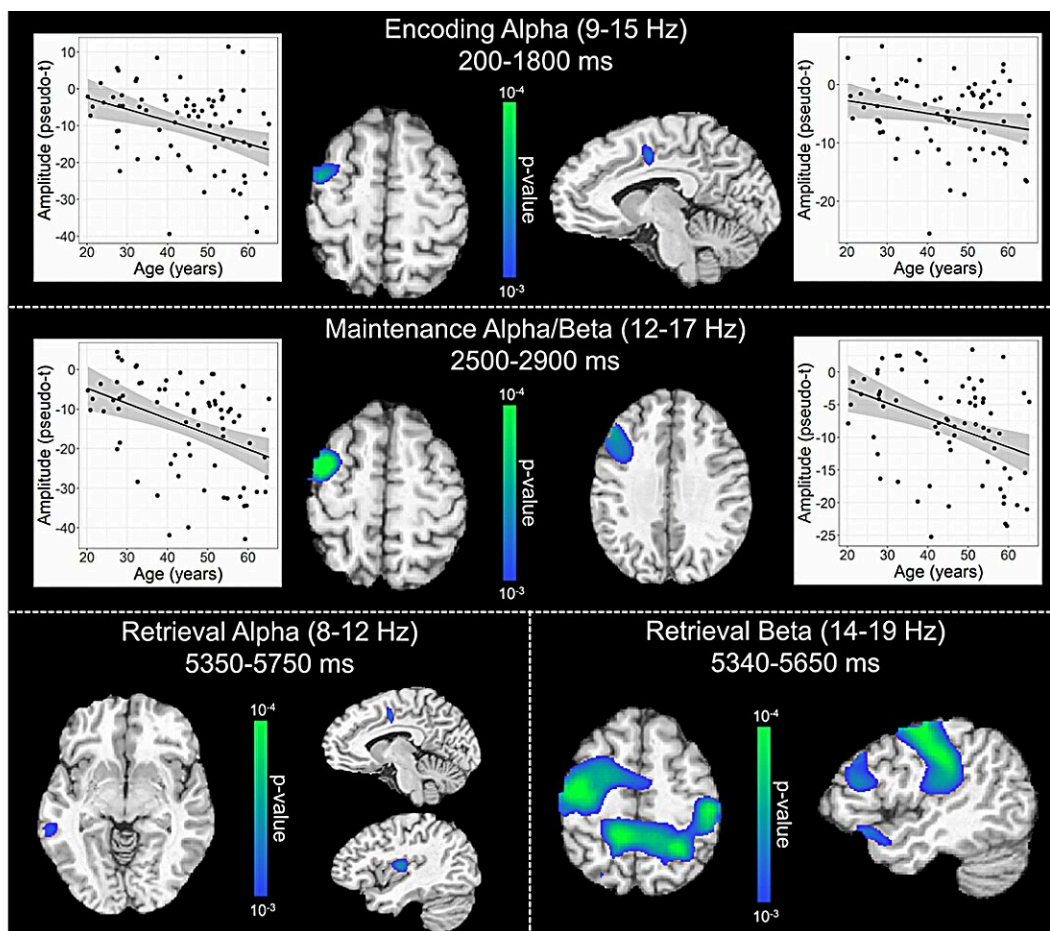 Encoding Alpha (9-15 Hz)
200-1800 ms
Amplitude (pseudo-t)
10
0
-10
-20
-30
-40
20 30 40 50 60
Age (years)
10⁻⁴
p-value
10⁻³
Amplitude (pseudo-t)
0
-10
-20
20 30 40 50 60
Age (years)
Maintenance Alpha/Beta (12-17 Hz)
2500-2900 ms
Amplitude (pseudo-t)
0
-10
-20
-30
-40
20 30 40 50 60
Age (years)
10⁻⁴
p-value
10⁻³
Amplitude (pseudo-t)
0
-5
-10
-15
-20
-25
20 30 40 50 60
Age (years)
Retrieval Alpha (8-12 Hz)
5350-5750 ms
10⁻⁴
p-value
10⁻³
Retrieval Beta (14-19 Hz)
5340-5650 ms
10⁻⁴
p-value
10⁻³